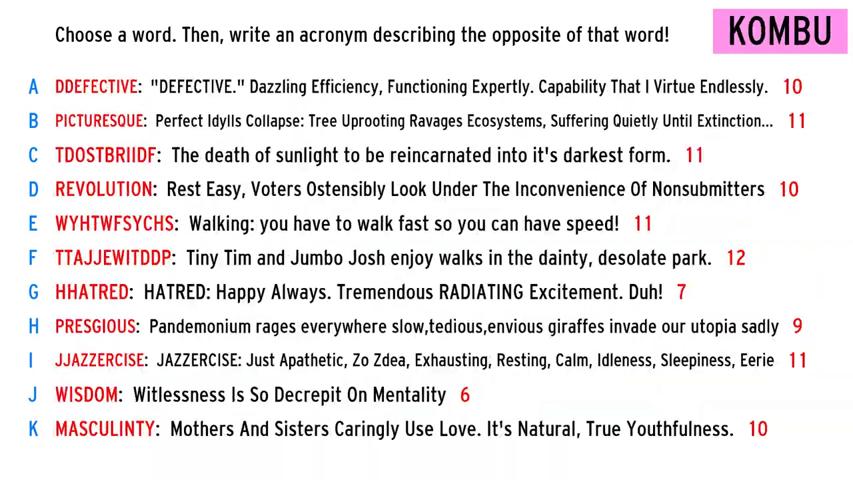 Choose a word. Then, write an acronym describing the opposite of that word! KOMBU
A DDEFECTIVE: "DEFECTIVE." Dazzling Efficiency, Functioning Expertly. Capability That I Virtue Endlessly. 10
B PICTURESQUE: Perfect Idylls Collapse: Tree Uprooting Ravages Ecosystems, Suffering Quietly Until Extinction... 11
C TDOSTBRIIDF: The death of sunlight to be reincarnated into it's darkest form. 11
D REVOLUTION: Rest Easy, Voters Ostensibly Look Under The Inconvenience Of Nonsubmitters 10
E WYHTWFSYCHS: Walking: you have to walk fast so you can have speed! 11
F TTAJJEWITDDP: Tiny Tim and Jumbo Josh enjoy walks in the dainty, desolate park. 12
G HHATRED: HATRED: Happy Always. Tremendous RADIATING Excitement. Duh! 7
H PRESGIOUS: Pandemonium rages everywhere slow,tedious,envious giraffes invade our utopia sadly 9
I JJAZZERCISE: JAZZERCISE: Just Apathetic, Zo Zdea, Exhausting, Resting, Calm, Idleness, Sleepiness, Eerie 11
J WISDOM: Witlessness Is So Decrepit On Mentality 6
K MASCULINTY: Mothers And Sisters Caringly Use Love. It's Natural, True Youthfulness. 10